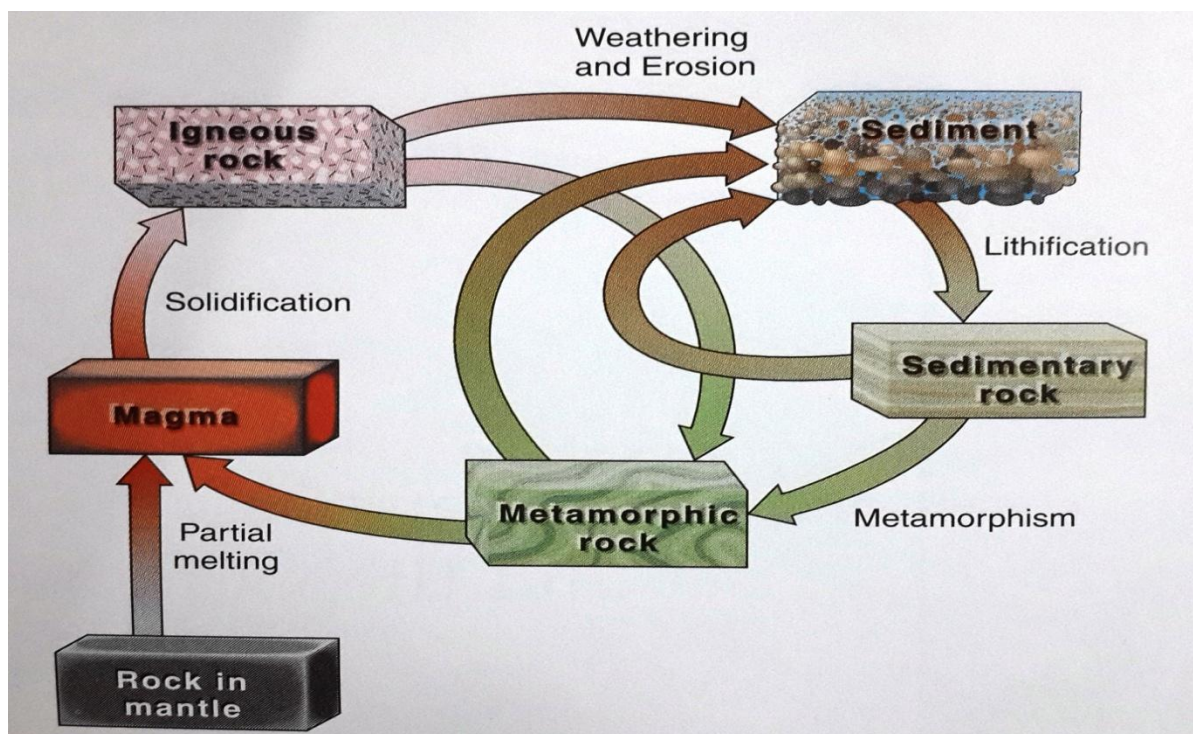 Weathering
and Erosion
Igneous
rock
Sediment
Lithification
Solidification
Sedimentary
rock
Magma
Metamorphic
rock
Metamorphism
Partial
melting
Rock in
mantle